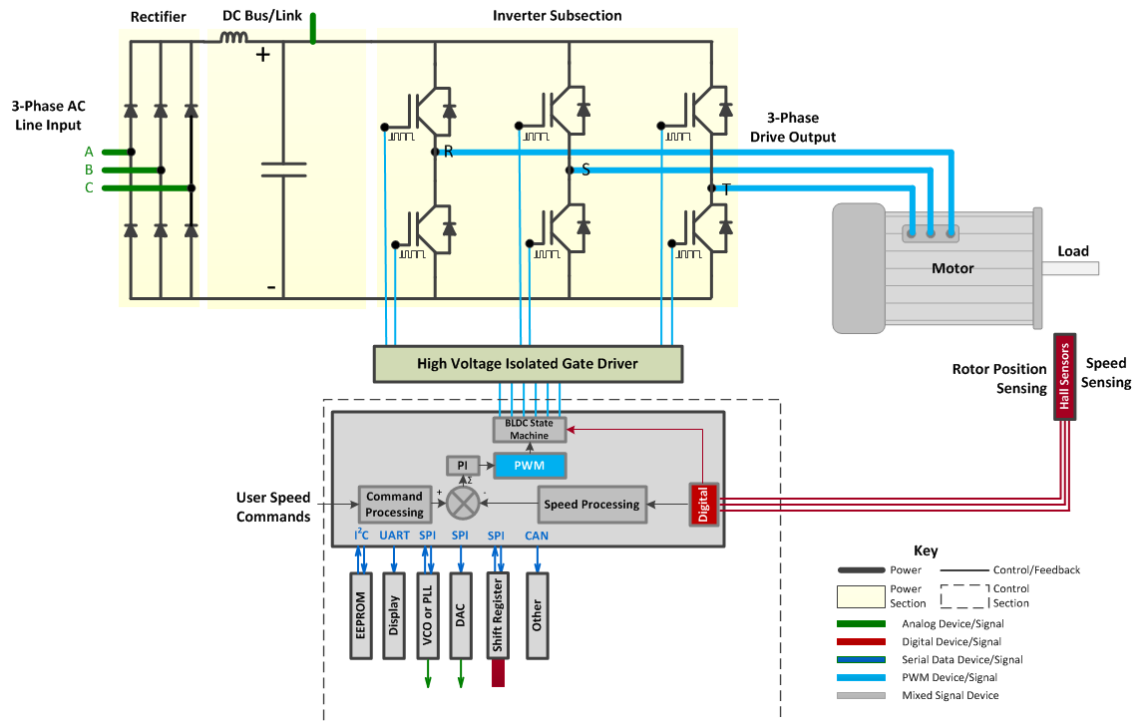 Rectifier
DC Bus/Link
Inverter Subsection
+
-
3-Phase AC
Line Input
A
B
C
R
S
T
3-Phase
Drive Output
Motor
Load
High Voltage Isolated Gate Driver
Rotor Position
Sensing
Hall Sensors
Speed
Sensing
BLDC State
Machine
PI
PWM
Σ
+
-
User Speed
Commands
Command
Processing
Speed Processing
Digital
I²C
UART
SPI
SPI
SPI
CAN
EEPROM
Display
VCO or PLL
DAC
Shift Register
Other
Key
Power
Control/Feedback
Power
Section
Control
Section
Analog Device/Signal
Digital Device/Signal
Serial Data Device/Signal
PWM Device/Signal
Mixed Signal Device